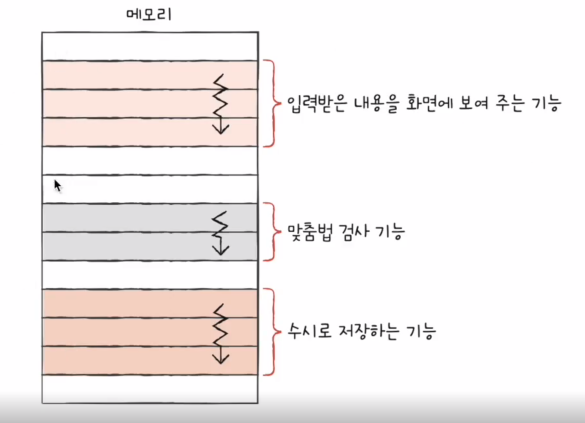 메모리
입력받은 내용을 화면에 보여 주는 기능
맞춤법 검사 기능
수시로 저장하는 기능